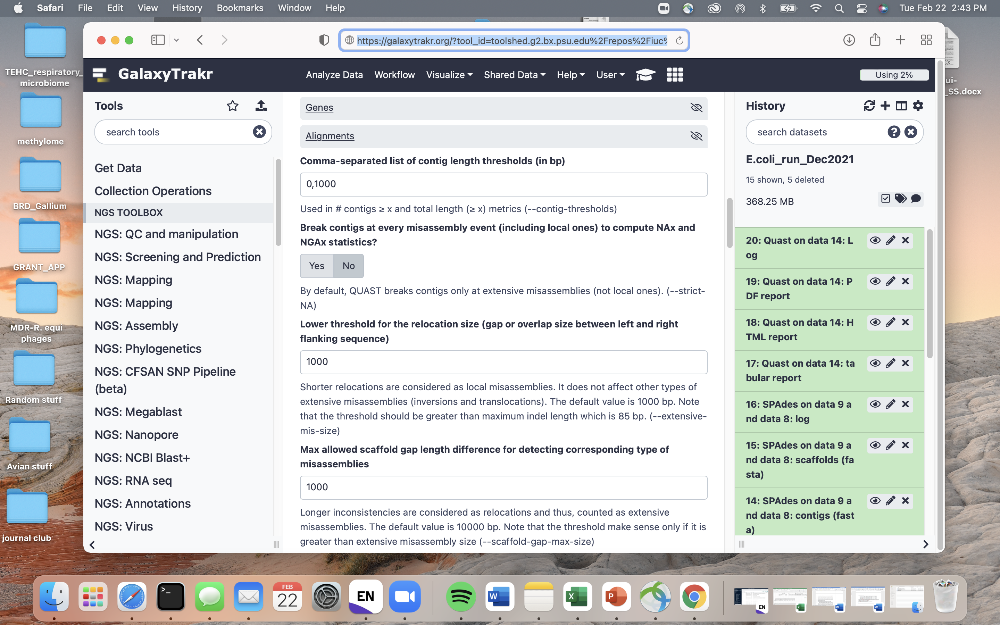 Safari File Edit View History Bookmarks Window Help Tue Feb 22 2:43 PM
https://galaxytrakr.org/?tool_id=toolshed.g2.bx.psu.edu%2Frepos%2Fiuc%
GalaxyTrakr Analyze Data Workflow Visualize Shared Data Help User Using 2%
TEHC_respiratory_
microbiome
methylome
BRD_Gallium
GRANT_APP
MDR-R. equi
phages
Random stuff
Avian stuff
journal club
Tools
search tools
Get Data
Collection Operations
NGS TOOLBOX
NGS: QC and manipulation
NGS: Screening and Prediction
NGS: Mapping
NGS: Mapping
NGS: Assembly
NGS: Phylogenetics
NGS: CFSAN SNP Pipeline
(beta)
NGS: Megablast
NGS: Nanopore
NGS: NCBI Blast+
NGS: RNA seq
NGS: Annotations
NGS: Virus
Genes
Alignments
Comma-separated list of contig length thresholds (in bp)
0,1000
Used in # contigs ≥ x and total length (≥ x) metrics (--contig-thresholds)
Break contigs at every misassembly event (including local ones) to compute NAx and
NGAx statistics?
Yes No
By default, QUAST breaks contigs only at extensive misassemblies (not local ones). (--strict-
NA)
Lower threshold for the relocation size (gap or overlap size between left and right
flanking sequence)
1000
Shorter relocations are considered as local misassemblies. It does not affect other types of
extensive misassemblies (inversions and translocations). The default value is 1000 bp. Note
that the threshold should be greater than maximum indel length which is 85 bp. (--extensive-
mis-size)
Max allowed scaffold gap length difference for detecting corresponding type of
misassemblies
1000
Longer inconsistencies are considered as relocations and thus, counted as extensive
misassemblies. The default value is 10000 bp. Note that the threshold make sense only if it is
greater than extensive misassembly size (--scaffold-gap-max-size)
History
search datasets
E.coli_run_Dec2021
15 shown, 5 deleted
368.25 MB
20: Quast on data 14: L
og
19: Quast on data 14: P
DF report
18: Quast on data 14: H
TML report
17: Quast on data 14: ta
bular report
16: SPAdes on data 9 a
nd data 8: log
15: SPAdes on data 9 a
nd data 8: scaffolds (fa
sta)
14: SPAdes on data 9 a
nd data 8: contigs (fast
a)
CX
ui-
_SS.docx
FEB
22
EN
W
X
P
EN
X
W
W